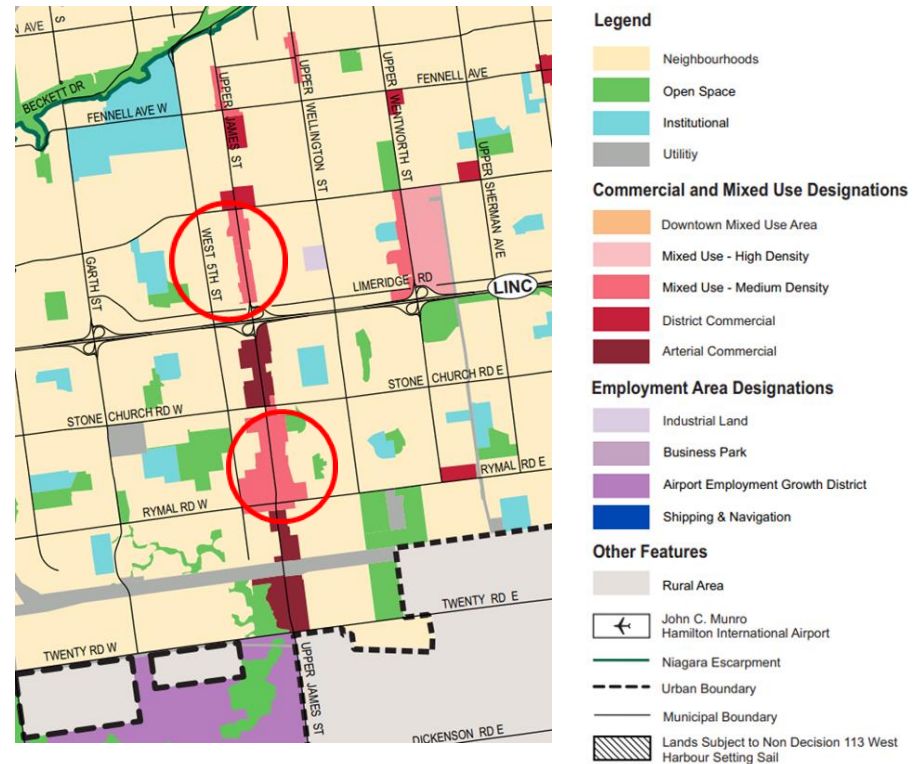 N AVE
S
BECKETT DR
FENNELL AVE W
UPPER JAMES ST
UPPER WELLINGTON ST
UPPER WENTWORTH ST
FENNELL AVE
UPPER SHERMAN AVE
GARTH ST
WEST 5TH ST
LIMERIDGE RD
LINC
STONE CHURCH RD W
STONE CHURCH RD E
RYMAL RD W
RYMAL RD E
TWENTY RD W
TWENTY RD E
UPPER JAMES ST
DICKENSON RD E
Legend
Neighbourhoods
Open Space
Institutional
Utilitiy
Commercial and Mixed Use Designations
Downtown Mixed Use Area
Mixed Use - High Density
Mixed Use - Medium Density
District Commercial
Arterial Commercial
Employment Area Designations
Industrial Land
Business Park
Airport Employment Growth District
Shipping & Navigation
Other Features
Rural Area
John C. Munro
Hamilton International Airport
Niagara Escarpment
Urban Boundary
Municipal Boundary
Lands Subject to Non Decision 113 West
Harbour Setting Sail